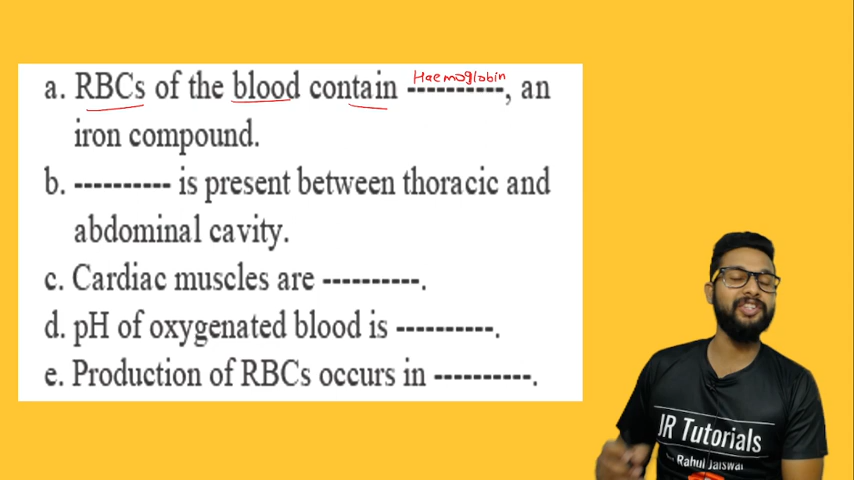 Haemoglobin
a. RBCs of the blood contain ----------, an
iron compound.
b. ---------- is present between thoracic and
abdominal cavity.
c. Cardiac muscles are ----------.
d. pH of oxygenated blood is ----------.
e. Production of RBCs occurs in ----------.
JR Tutorials
Rahul Jaiswal